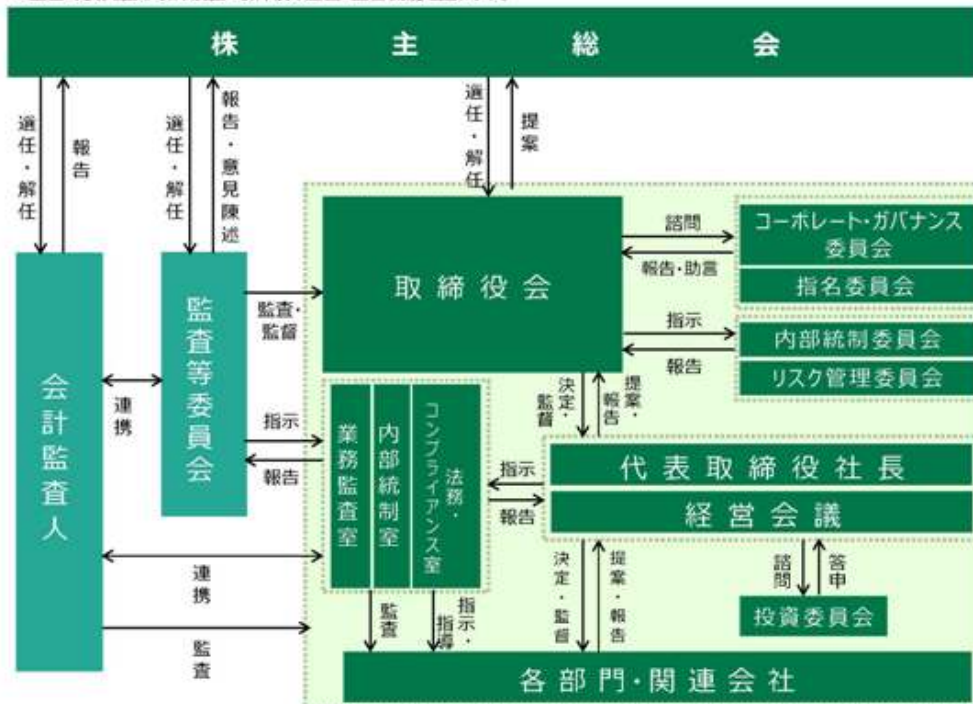 株主総会
選任・解任
報告
選任・解任
報告・意見陳述
選任・解任
提案
取締役会
諮問
報告・助言
コーポレート・ガバナンス
委員会
指名委員会
監査・
監督
指示
報告
内部統制委員会
リスク管理委員会
会計監査人
連携
監査等委員会
指示
報告
業務監査室
内部統制室
法務・
コンプライアンス室
決定・
監督
提案・
報告
指示
報告
代表取締役社長
経営会議
連携
監査
監査
指示・
指導
決定・監督
提案・報告
諮問
答申
投資委員会
各部門・関連会社